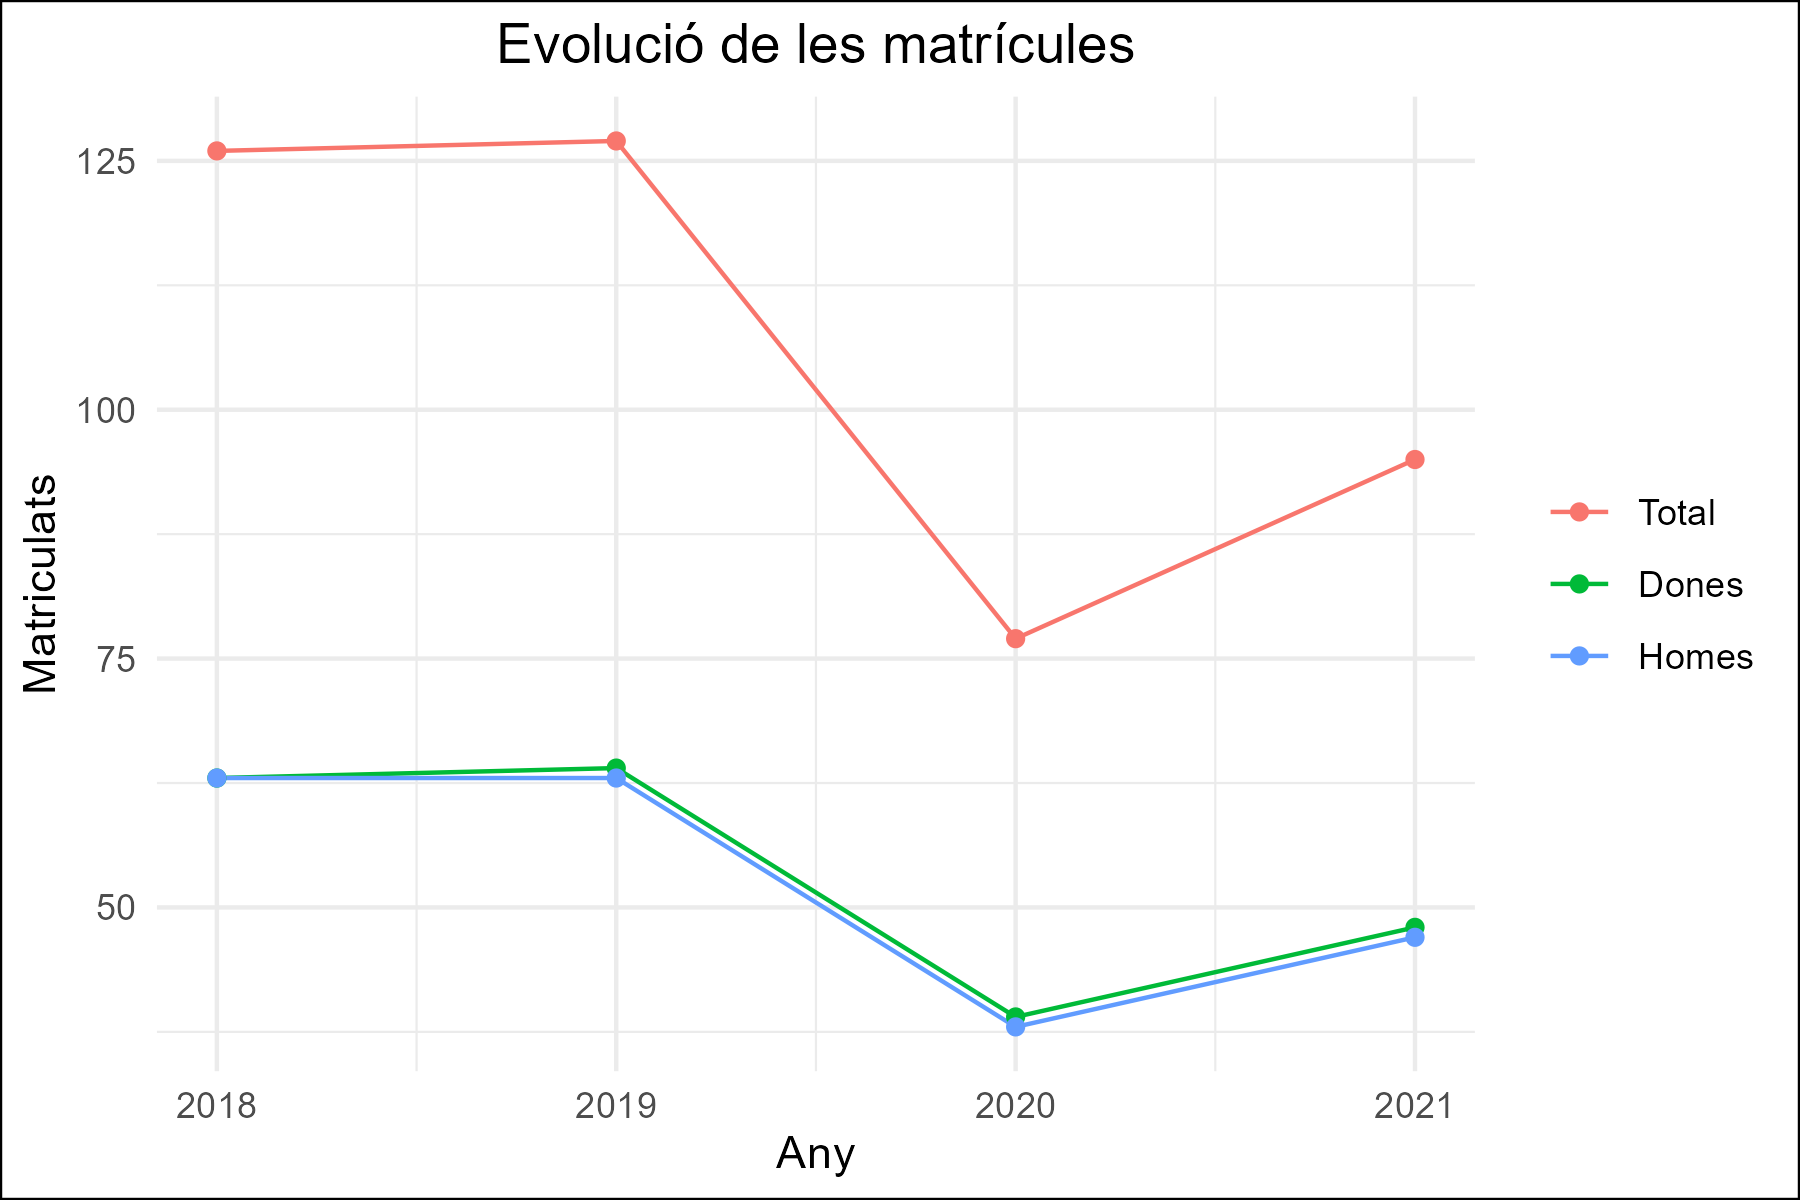 Evolució de les matrícules
125
100
75
50
Matriculats
2018 2019 2020 2021
Any
Total
Dones
Homes